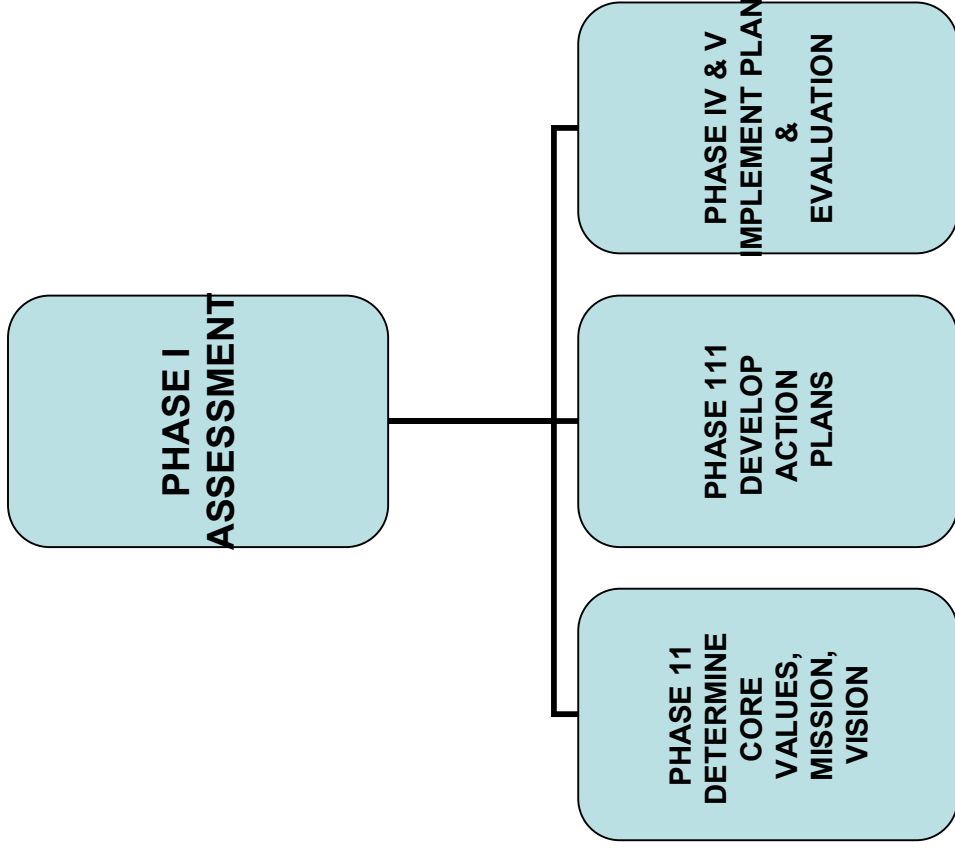 PHASE I
ASSESSMENT
PHASE 11
DETERMINE
CORE
VALUES,
MISSION,
VISION
PHASE 111
DEVELOP
ACTION
PLANS
PHASE IV & V
IMPLEMENT PLAN
&
EVALUATION